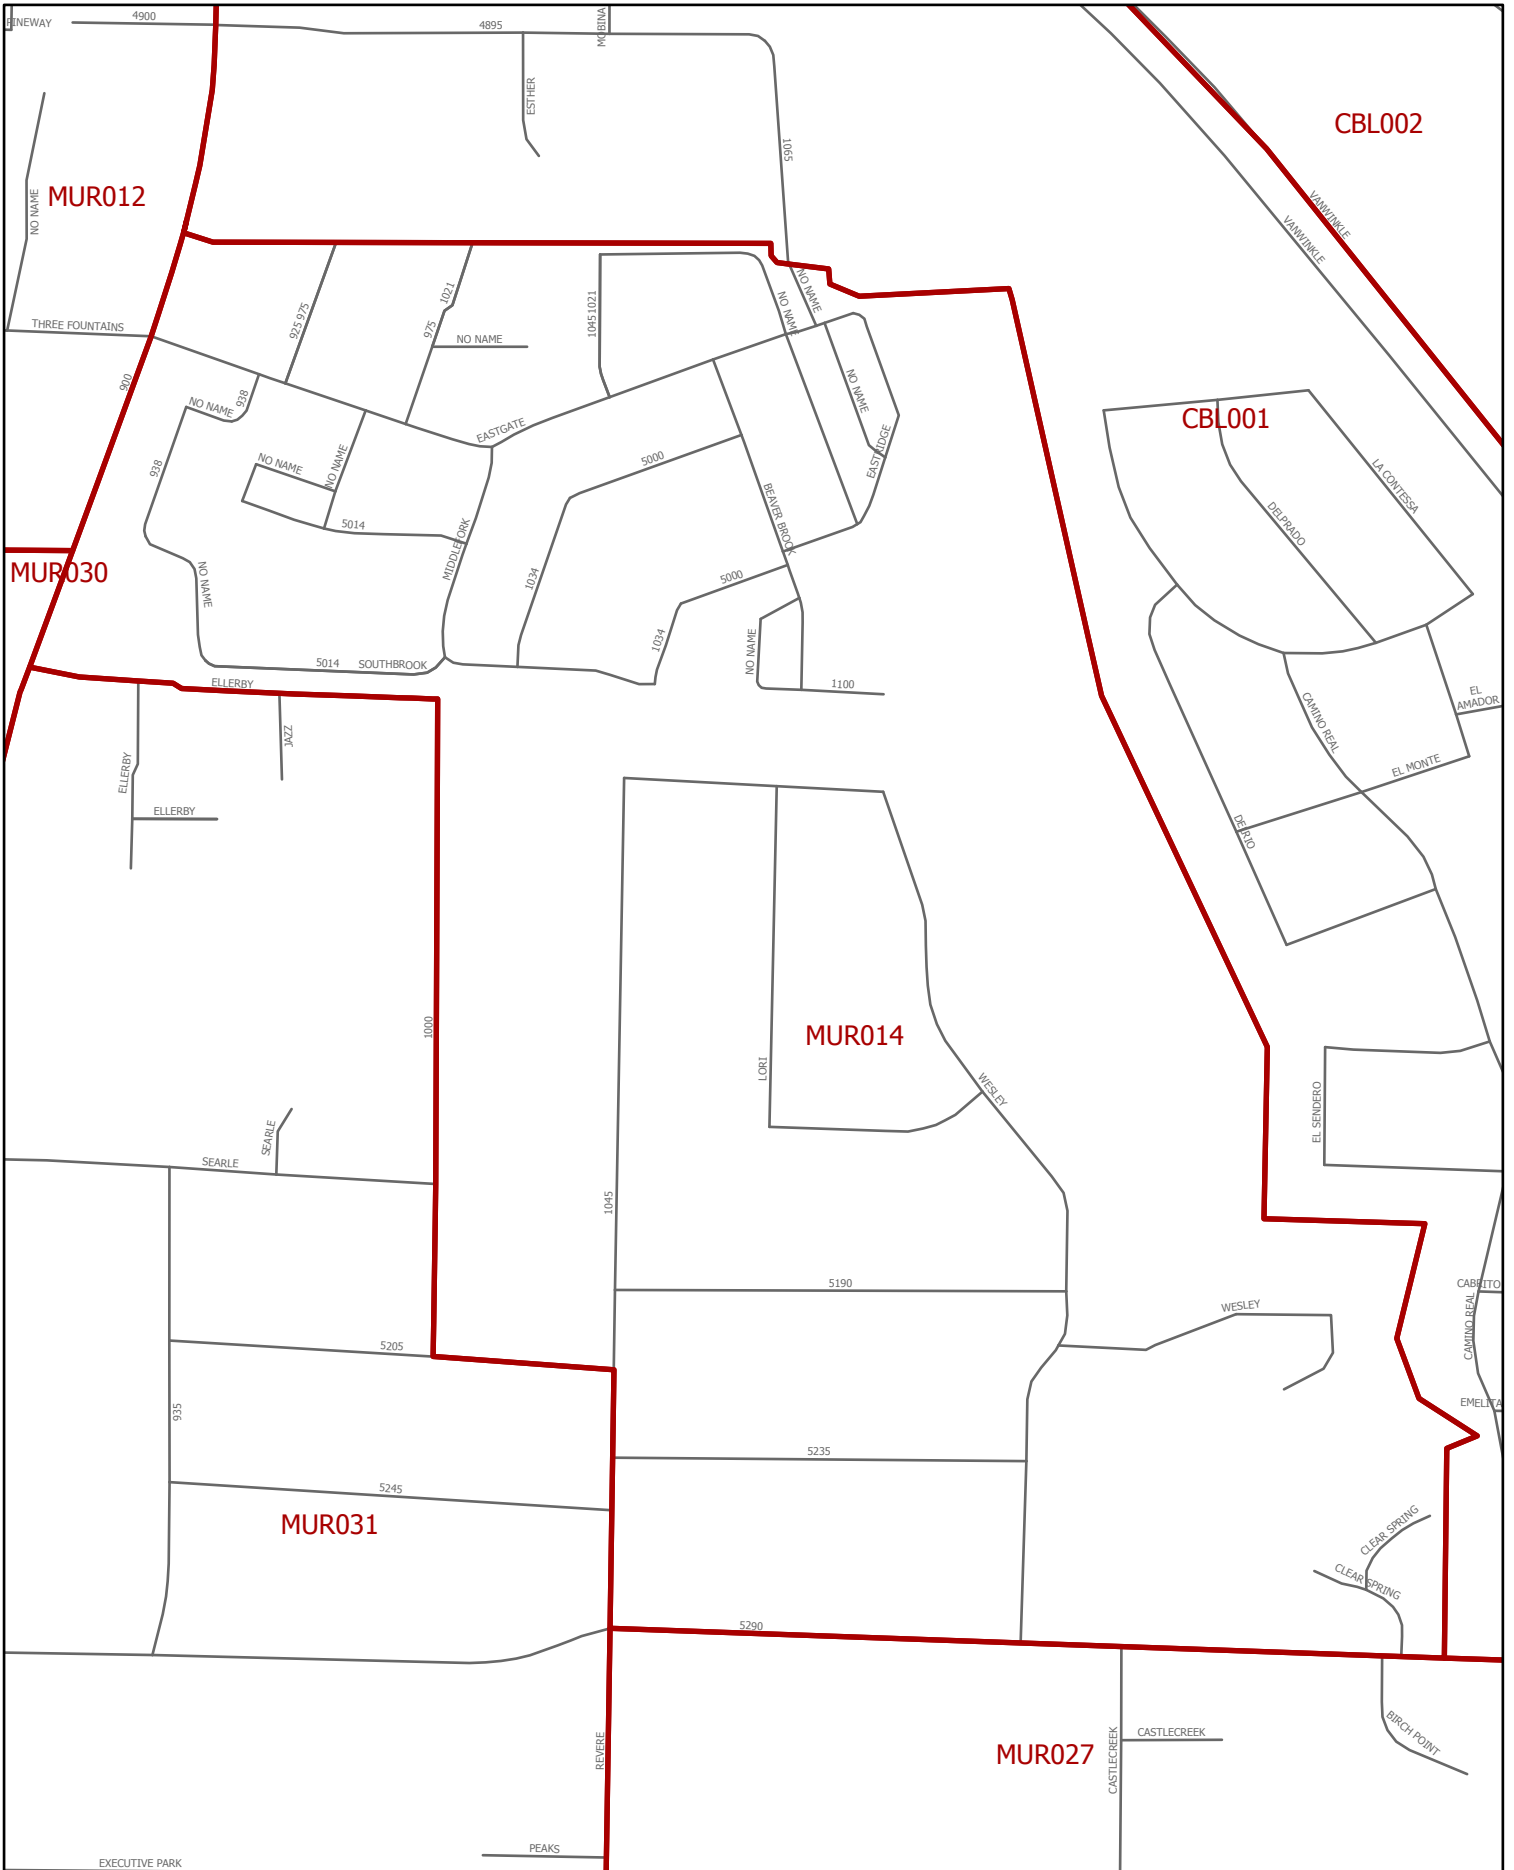 PINEWAY
4900
4895
MOBINA
ESTHER
1065
CBL002
MUR012
NO NAME
VANWINKLE
VANWINKLE
THREE FOUNTAINS
900
925 975
975
1021
NO NAME
10451021
NO NAME
NO NAME
NO NAME
EASTRIDGE
CBL001
LA CONTESSA
DELPRADO
938
NO NAME
938
NO NAME
NO NAME
5014
EASTGATE
5000
BEAVER BROOK
MIDDLEFORK
1034
5000
1034
NO NAME
1100
MUR030
NO NAME
5014
SOUTHBROOK
ELLERBY
JAZZ
ELLERBY
ELLERBY
CAMINO REAL
EL
AMADOR
EL MONTE
DELRIO
1000
MUR014
LORI
WESLEY
EL SENDERO
SEARLE
SEARLE
1045
5190
WESLEY
CABRITO
CAMINO REAL
EMELITA
5205
935
5235
5245
MUR031
CLEAR SPRING
CLEAR SPRING
5290
REVERE
MUR027
CASTLECREEK
CASTLECREEK
BIRCH POINT
PEAKS
EXECUTIVE PARK